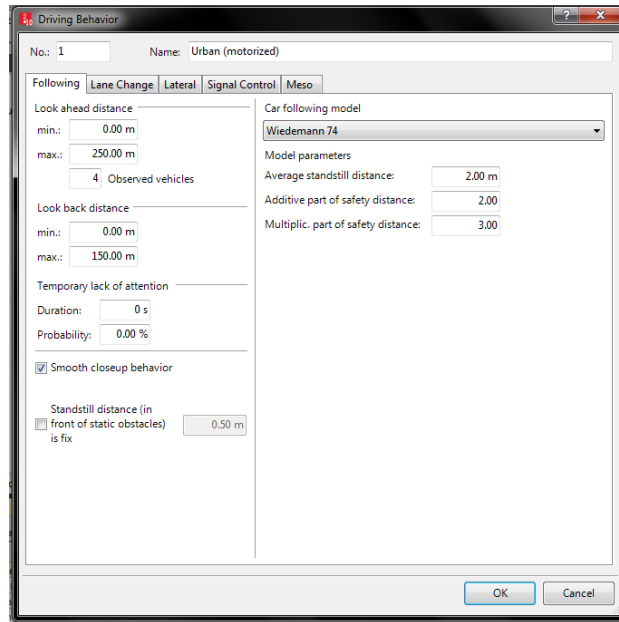 Driving Behavior
No.: 1 Name: Urban (motorized)
Following Lane Change Lateral Signal Control Meso
Look ahead distance
min.: 0.00 m
max.: 250.00 m
4 Observed vehicles
Look back distance
min.: 0.00 m
max.: 150.00 m
Temporary lack of attention
Duration: 0 s
Probability: 0.00 %
Smooth closeup behavior
Standstill distance (in
front of static obstacles)
is fix
0.50 m
Car following model
Wiedemann 74
Model parameters
Average standstill distance: 2.00 m
Additive part of safety distance: 2.00
Multiplic. part of safety distance: 3.00
OK Cancel